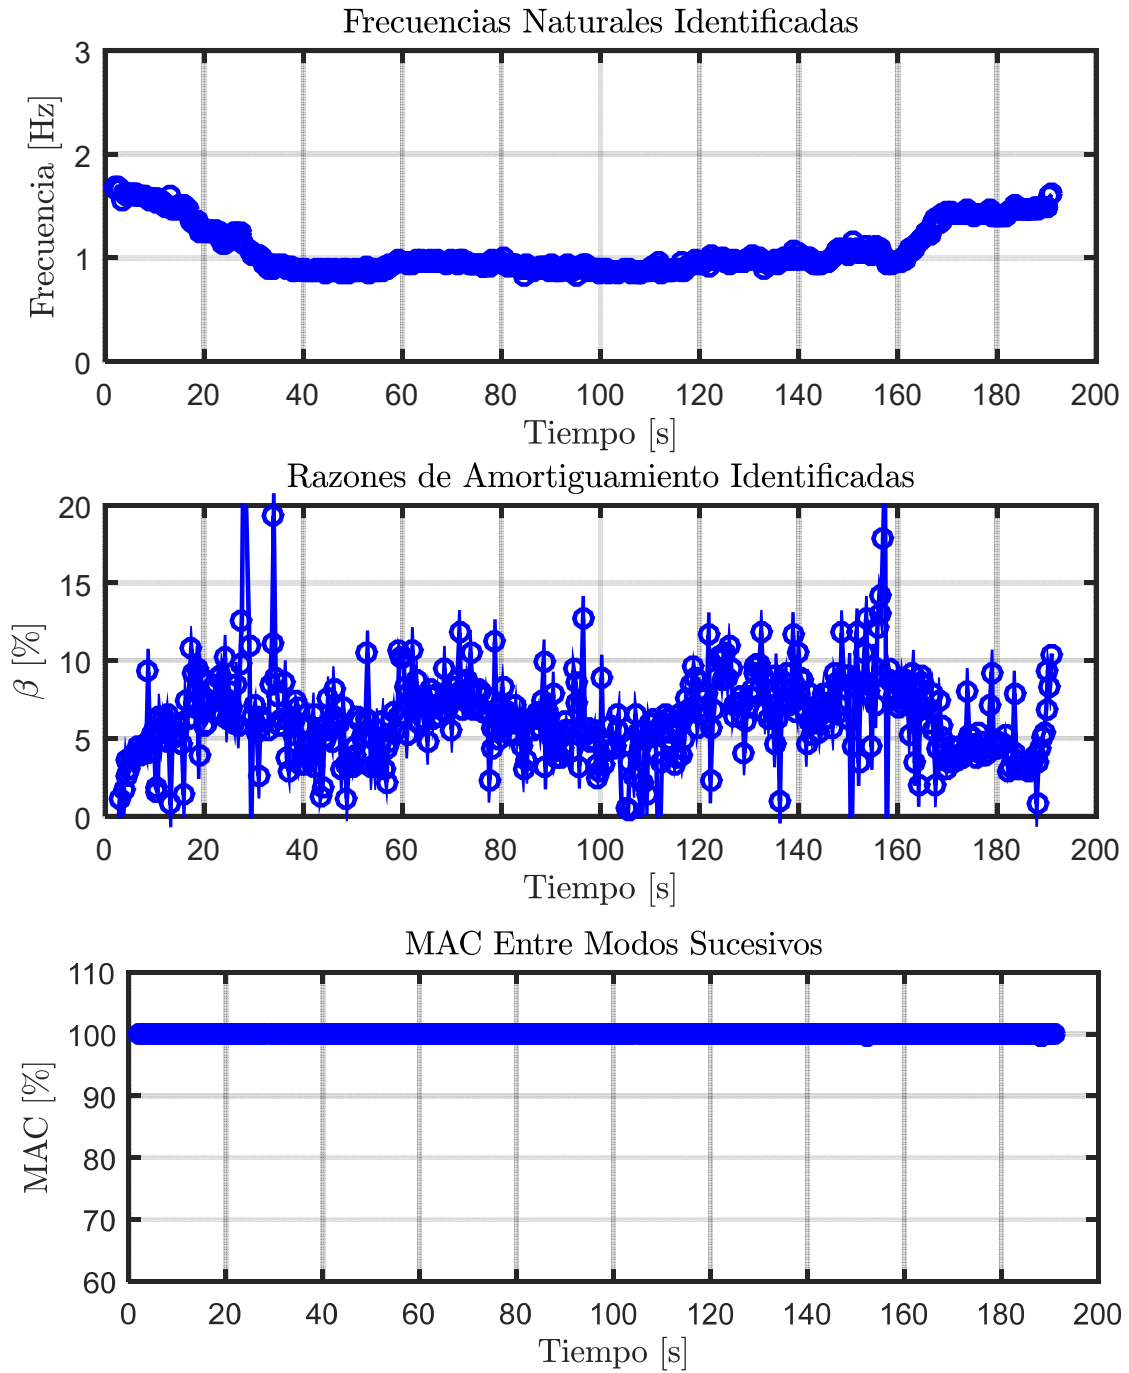 Frecuencias Naturales Identificadas
Frecuencia [Hz]
3
2
1
0
0 20 40 60 80 100 120 140 160 180 200
Tiempo [s]
Razones de Amortiguamiento Identificadas
β [%]
20
15
10
5
0
0 20 40 60 80 100 120 140 160 180 200
Tiempo [s]
MAC Entre Modos Sucesivos
MAC [%]
110
100
90
80
70
60
0 20 40 60 80 100 120 140 160 180 200
Tiempo [s]